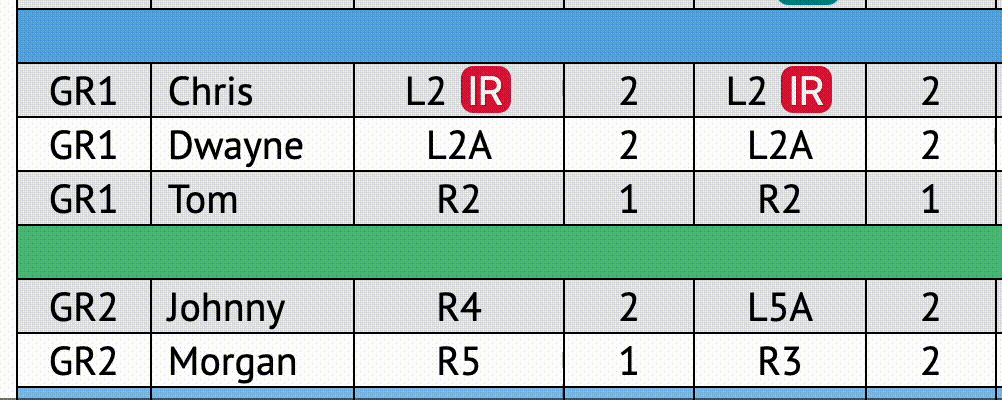 GR1 Chris L2 IR 2 L2 IR 2
GR1 Dwayne L2A 2 L2A 2
GR1 Tom R2 1 R2 1
GR2 Johnny R4 2 L5A 2
GR2 Morgan R5 1 R3 2